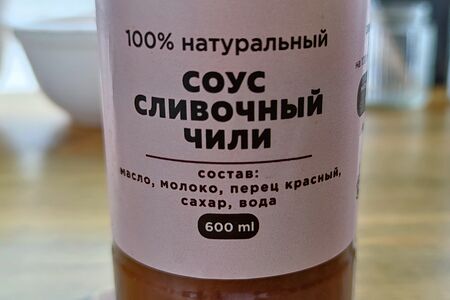 100% натуральный
СОУС
СЛИВОЧНЫЙ
ЧИЛИ
СОСТАВ:
масло, молоко, перец красный,
сахар, вода
600 ml